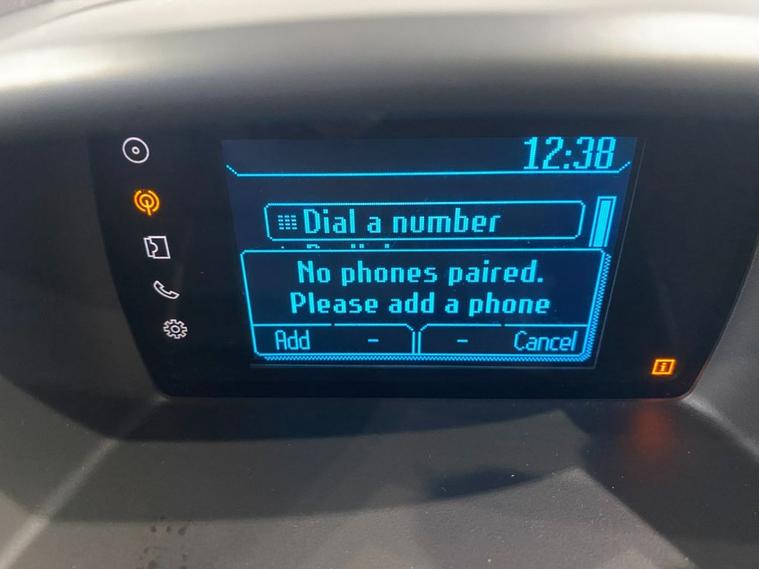 12:38
Dial a number
No phones paired.
Please add a phone
Add - - Cancel
i